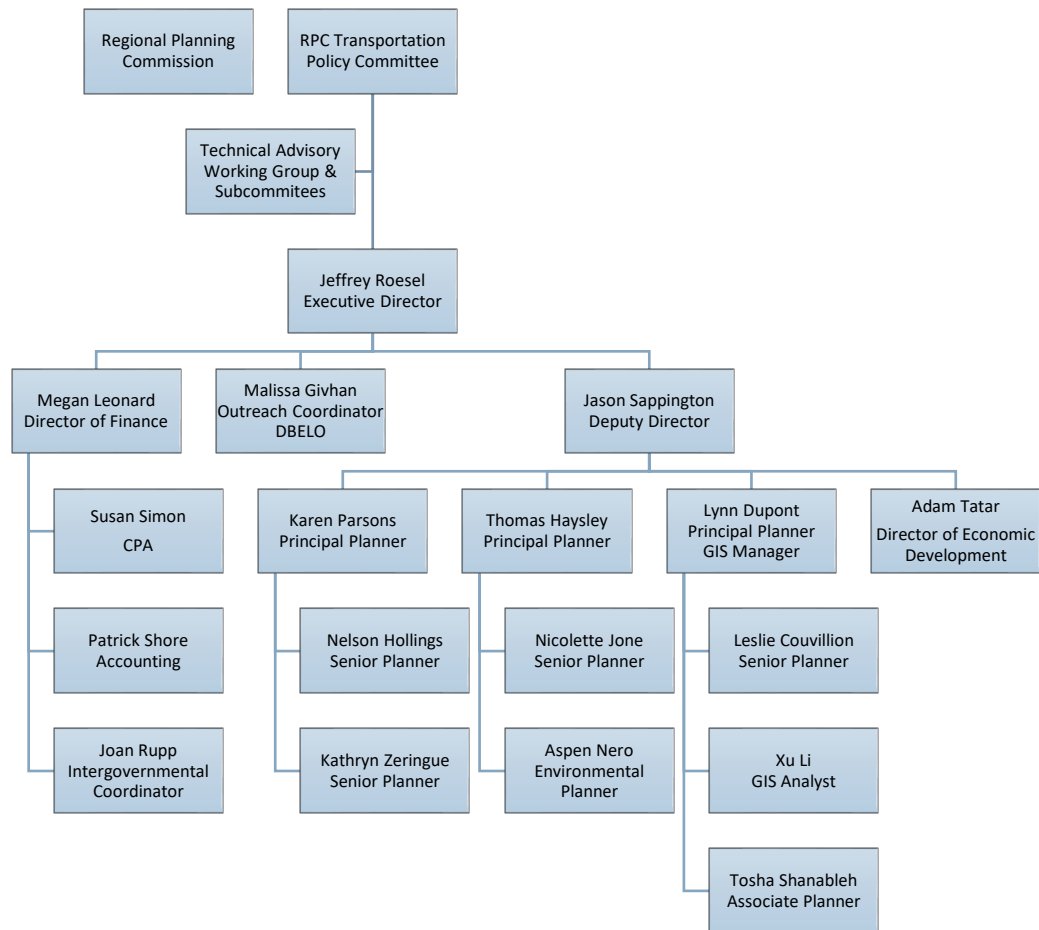 Regional Planning
Commission
RPC Transportation
Policy Committee
Technical Advisory
Working Group &
Subcommitees
Jeffrey Roesel
Executive Director
Megan Leonard
Director of Finance
Malissa Givhan
Outreach Coordinator
DBELO
Jason Sappington
Deputy Director
Susan Simon
CPA
Karen Parsons
Principal Planner
Thomas Haysley
Principal Planner
Lynn Dupont
Principal Planner
GIS Manager
Adam Tatar
Director of Economic
Development
Patrick Shore
Accounting
Nelson Hollings
Senior Planner
Nicolette Jone
Senior Planner
Leslie Couvillion
Senior Planner
Joan Rupp
Intergovernmental
Coordinator
Kathryn Zeringue
Senior Planner
Aspen Nero
Environmental
Planner
Xu Li
GIS Analyst
Tosha Shanableh
Associate Planner